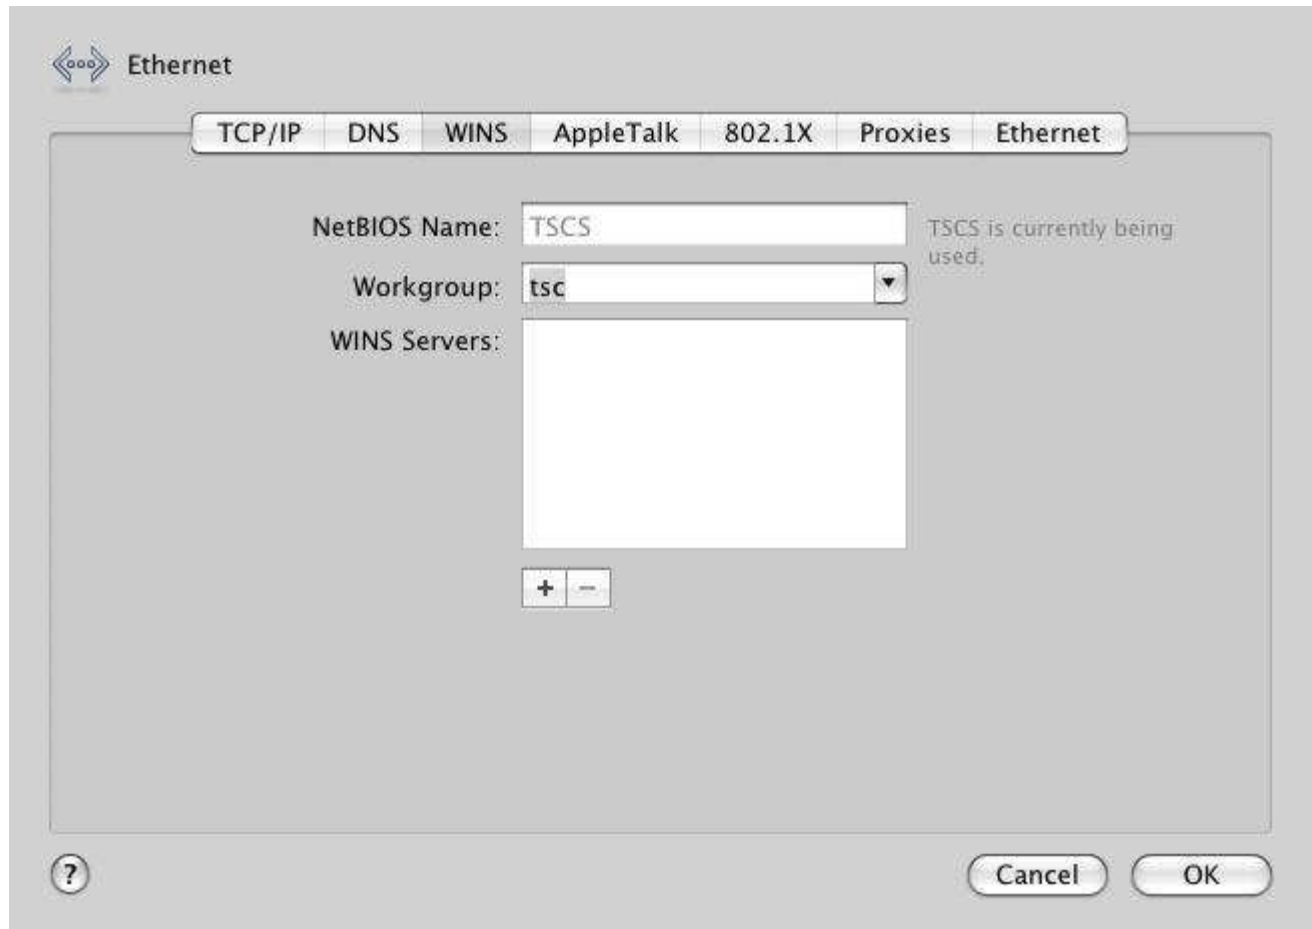 Ethernet
TCP/IP DNS WINS AppleTalk 802.1X Proxies Ethernet
NetBIOS Name: TSCS TSCS is currently being
used.
Workgroup: tsc
WINS Servers:
+ −
? Cancel OK